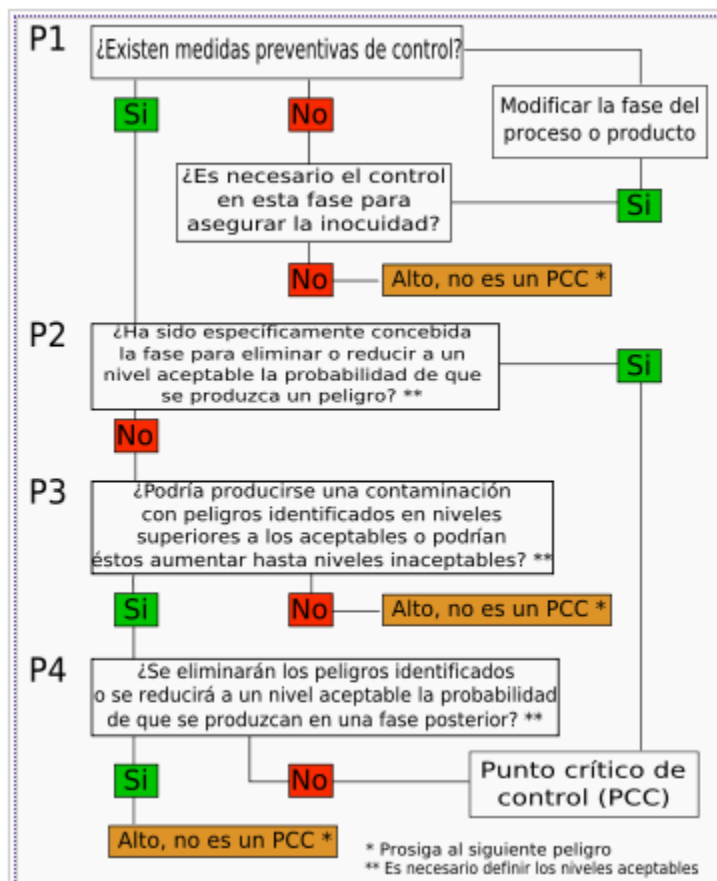 P1
¿Existen medidas preventivas de control?
Si
No
Modificar la fase del
proceso o producto
¿Es necesario el control
en esta fase para
asegurar la inocuidad?
Si
No
Alto, no es un PCC *
P2
¿Ha sido específicamente concebida
la fase para eliminar o reducir a un
nivel aceptable la probabilidad de que
se produzca un peligro? **
Si
No
P3
¿Podría producirse una contaminación
con peligros identificados en niveles
superiores a los aceptables o podrían
éstos aumentar hasta niveles inaceptables? **
Si
No
Alto, no es un PCC *
P4
¿Se eliminarán los peligros identificados
o se reducirá a un nivel aceptable la probabilidad
de que se produzcan en una fase posterior? **
Si
No
Punto crítico de
control (PCC)
Alto, no es un PCC *
* Prosiga al siguiente peligro
** Es necesario definir los niveles aceptables